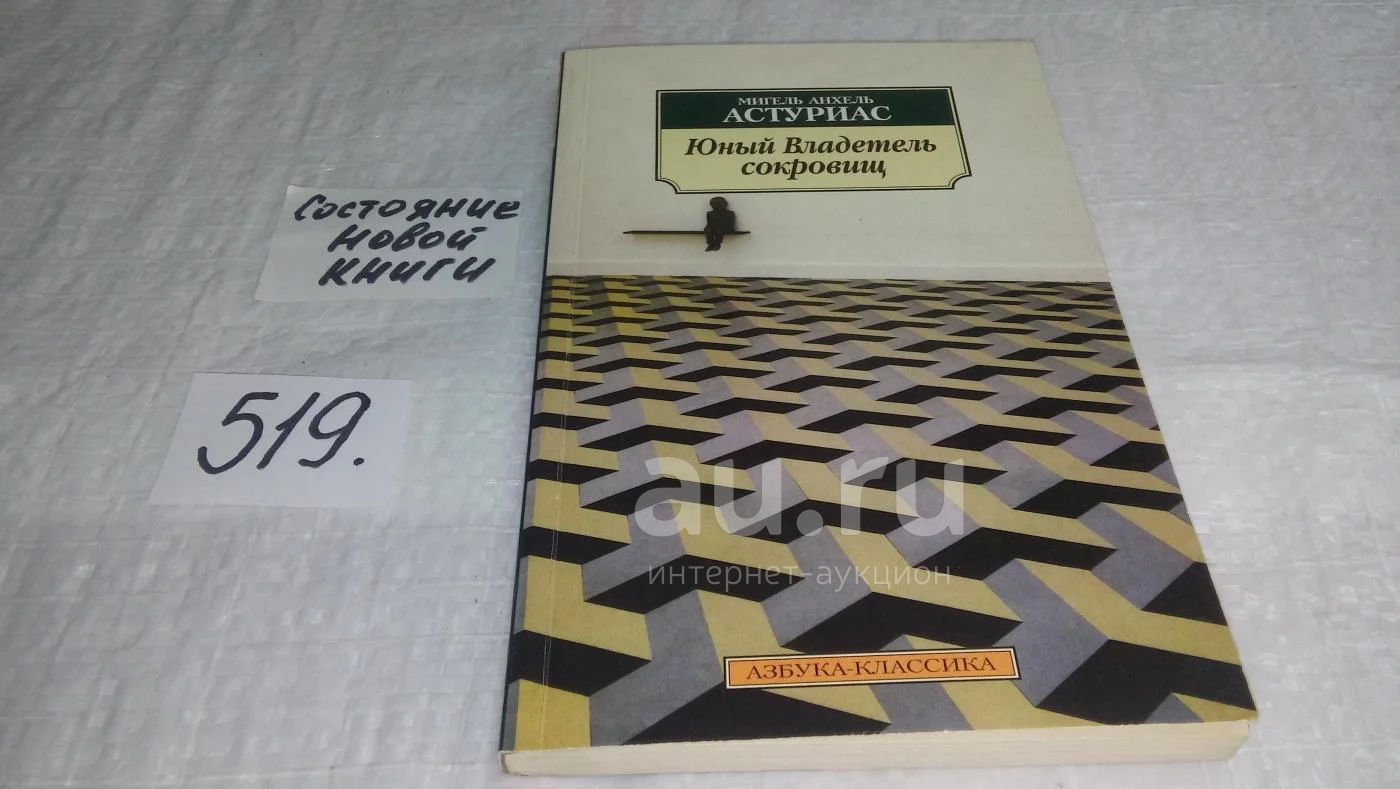 МИГЕЛЬ АНХЕЛЬ
АСТУРИАС
Юный Владетель
сокровищ
Состояние
новой
книги
519.
au.ru
интернет-аукцион
АЗБУКА-КЛАССИКА